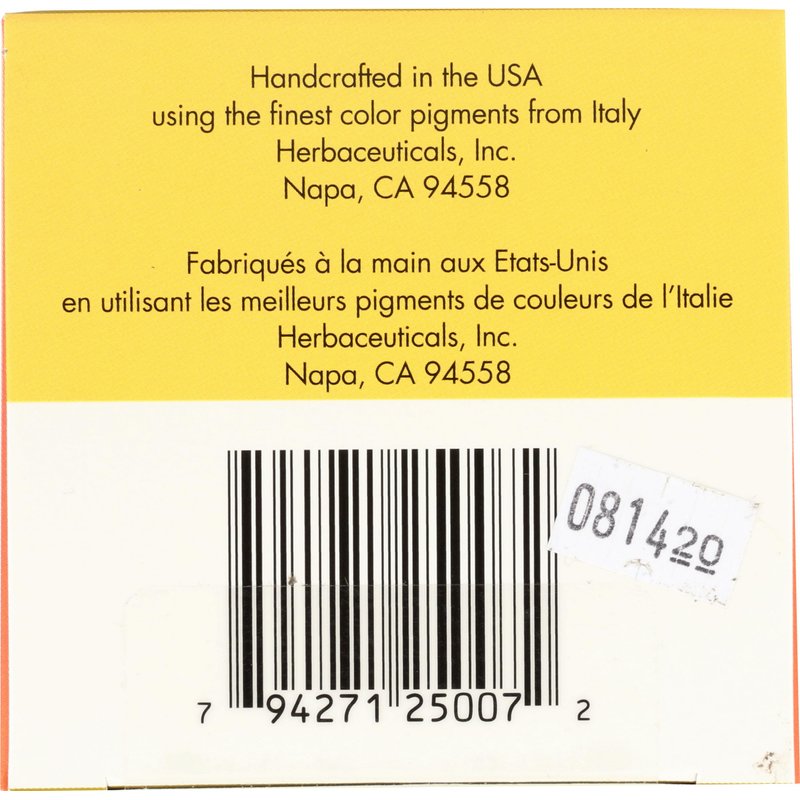 Handcrafted in the USA
using the finest color pigments from Italy
Herbaceuticals, Inc.
Napa, CA 94558
Fabriqués à la main aux Etats-Unis
en utilisant les meilleurs pigments de couleurs de l'Italie
Herbaceuticals, Inc.
Napa, CA 94558
081420
7 94271 25007 2